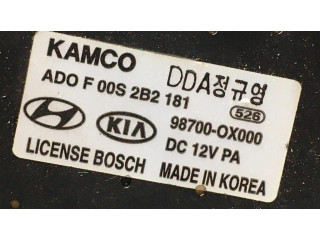 KAMCO DDA정규영
ADO F 00S 2B2 181 526
KIA 98700-OX000
DC 12V PA
LICENSE BOSCH MADE IN KOREA